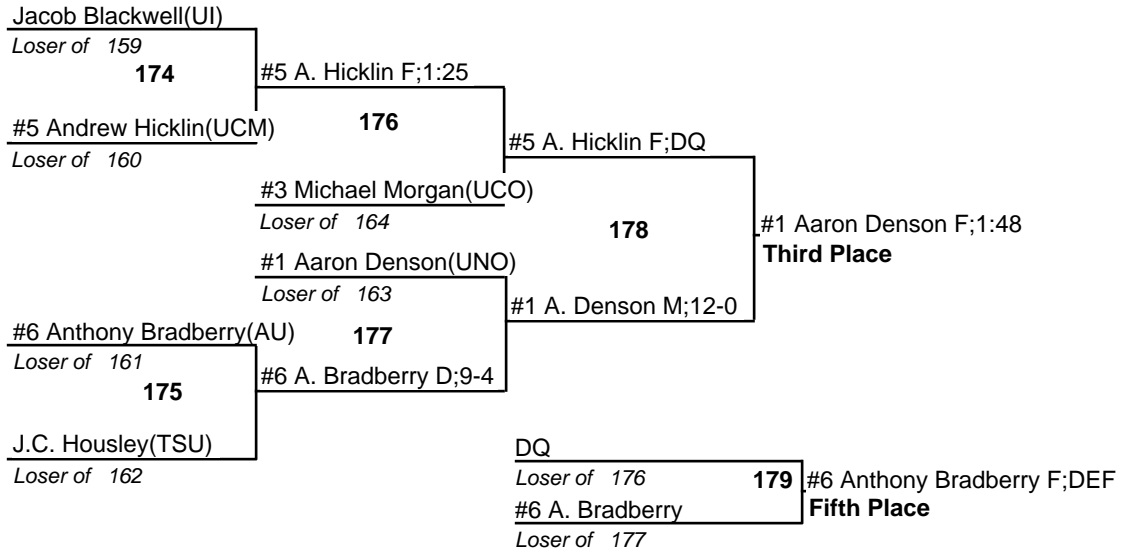 Jacob Blackwell(UI)
Loser of 159
174
#5 A. Hicklin F;1:25
#5 Andrew Hicklin(UCM)
Loser of 160
176
#5 A. Hicklin F;DQ
#3 Michael Morgan(UCO)
Loser of 164
178
#1 Aaron Denson F;1:48
Third Place
#1 Aaron Denson(UNO)
Loser of 163
#1 A. Denson M;12-0
#6 Anthony Bradberry(AU)
Loser of 161
177
175
#6 A. Bradberry D;9-4
J.C. Housley(TSU)
Loser of 162
DQ
Loser of 176
179
#6 Anthony Bradberry F;DEF
Fifth Place
#6 A. Bradberry
Loser of 177